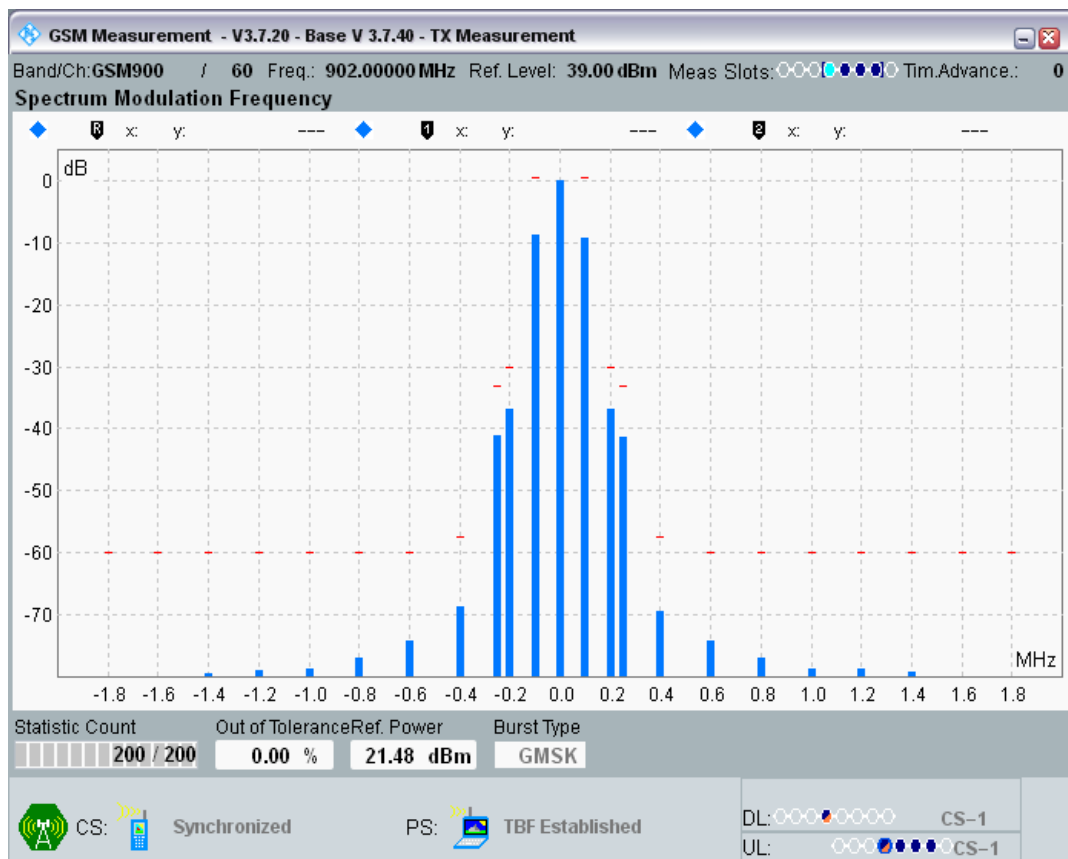 GSM Measurement - V3.7.20 - Base V 3.7.40 - TX Measurement
Band/Ch:GSM900 / 60 Freq.: 902.00000 MHz Ref. Level: 39.00 dBm Meas Slots: Tim.Advance.: 0
Spectrum Modulation Frequency
R x: y: --- 1 x: y: --- 2 x: y: ---
dB
0
-10
-20
-30
-40
-50
-60
-70
MHz
-1.8 -1.6 -1.4 -1.2 -1.0 -0.8 -0.6 -0.4 -0.2 0.0 0.2 0.4 0.6 0.8 1.0 1.2 1.4 1.6 1.8
Statistic Count Out of Tolerance Ref. Power Burst Type
200 / 200 0.00 % 21.48 dBm GMSK
CS: Synchronized PS: TBF Established
DL: CS-1
UL: CS-1